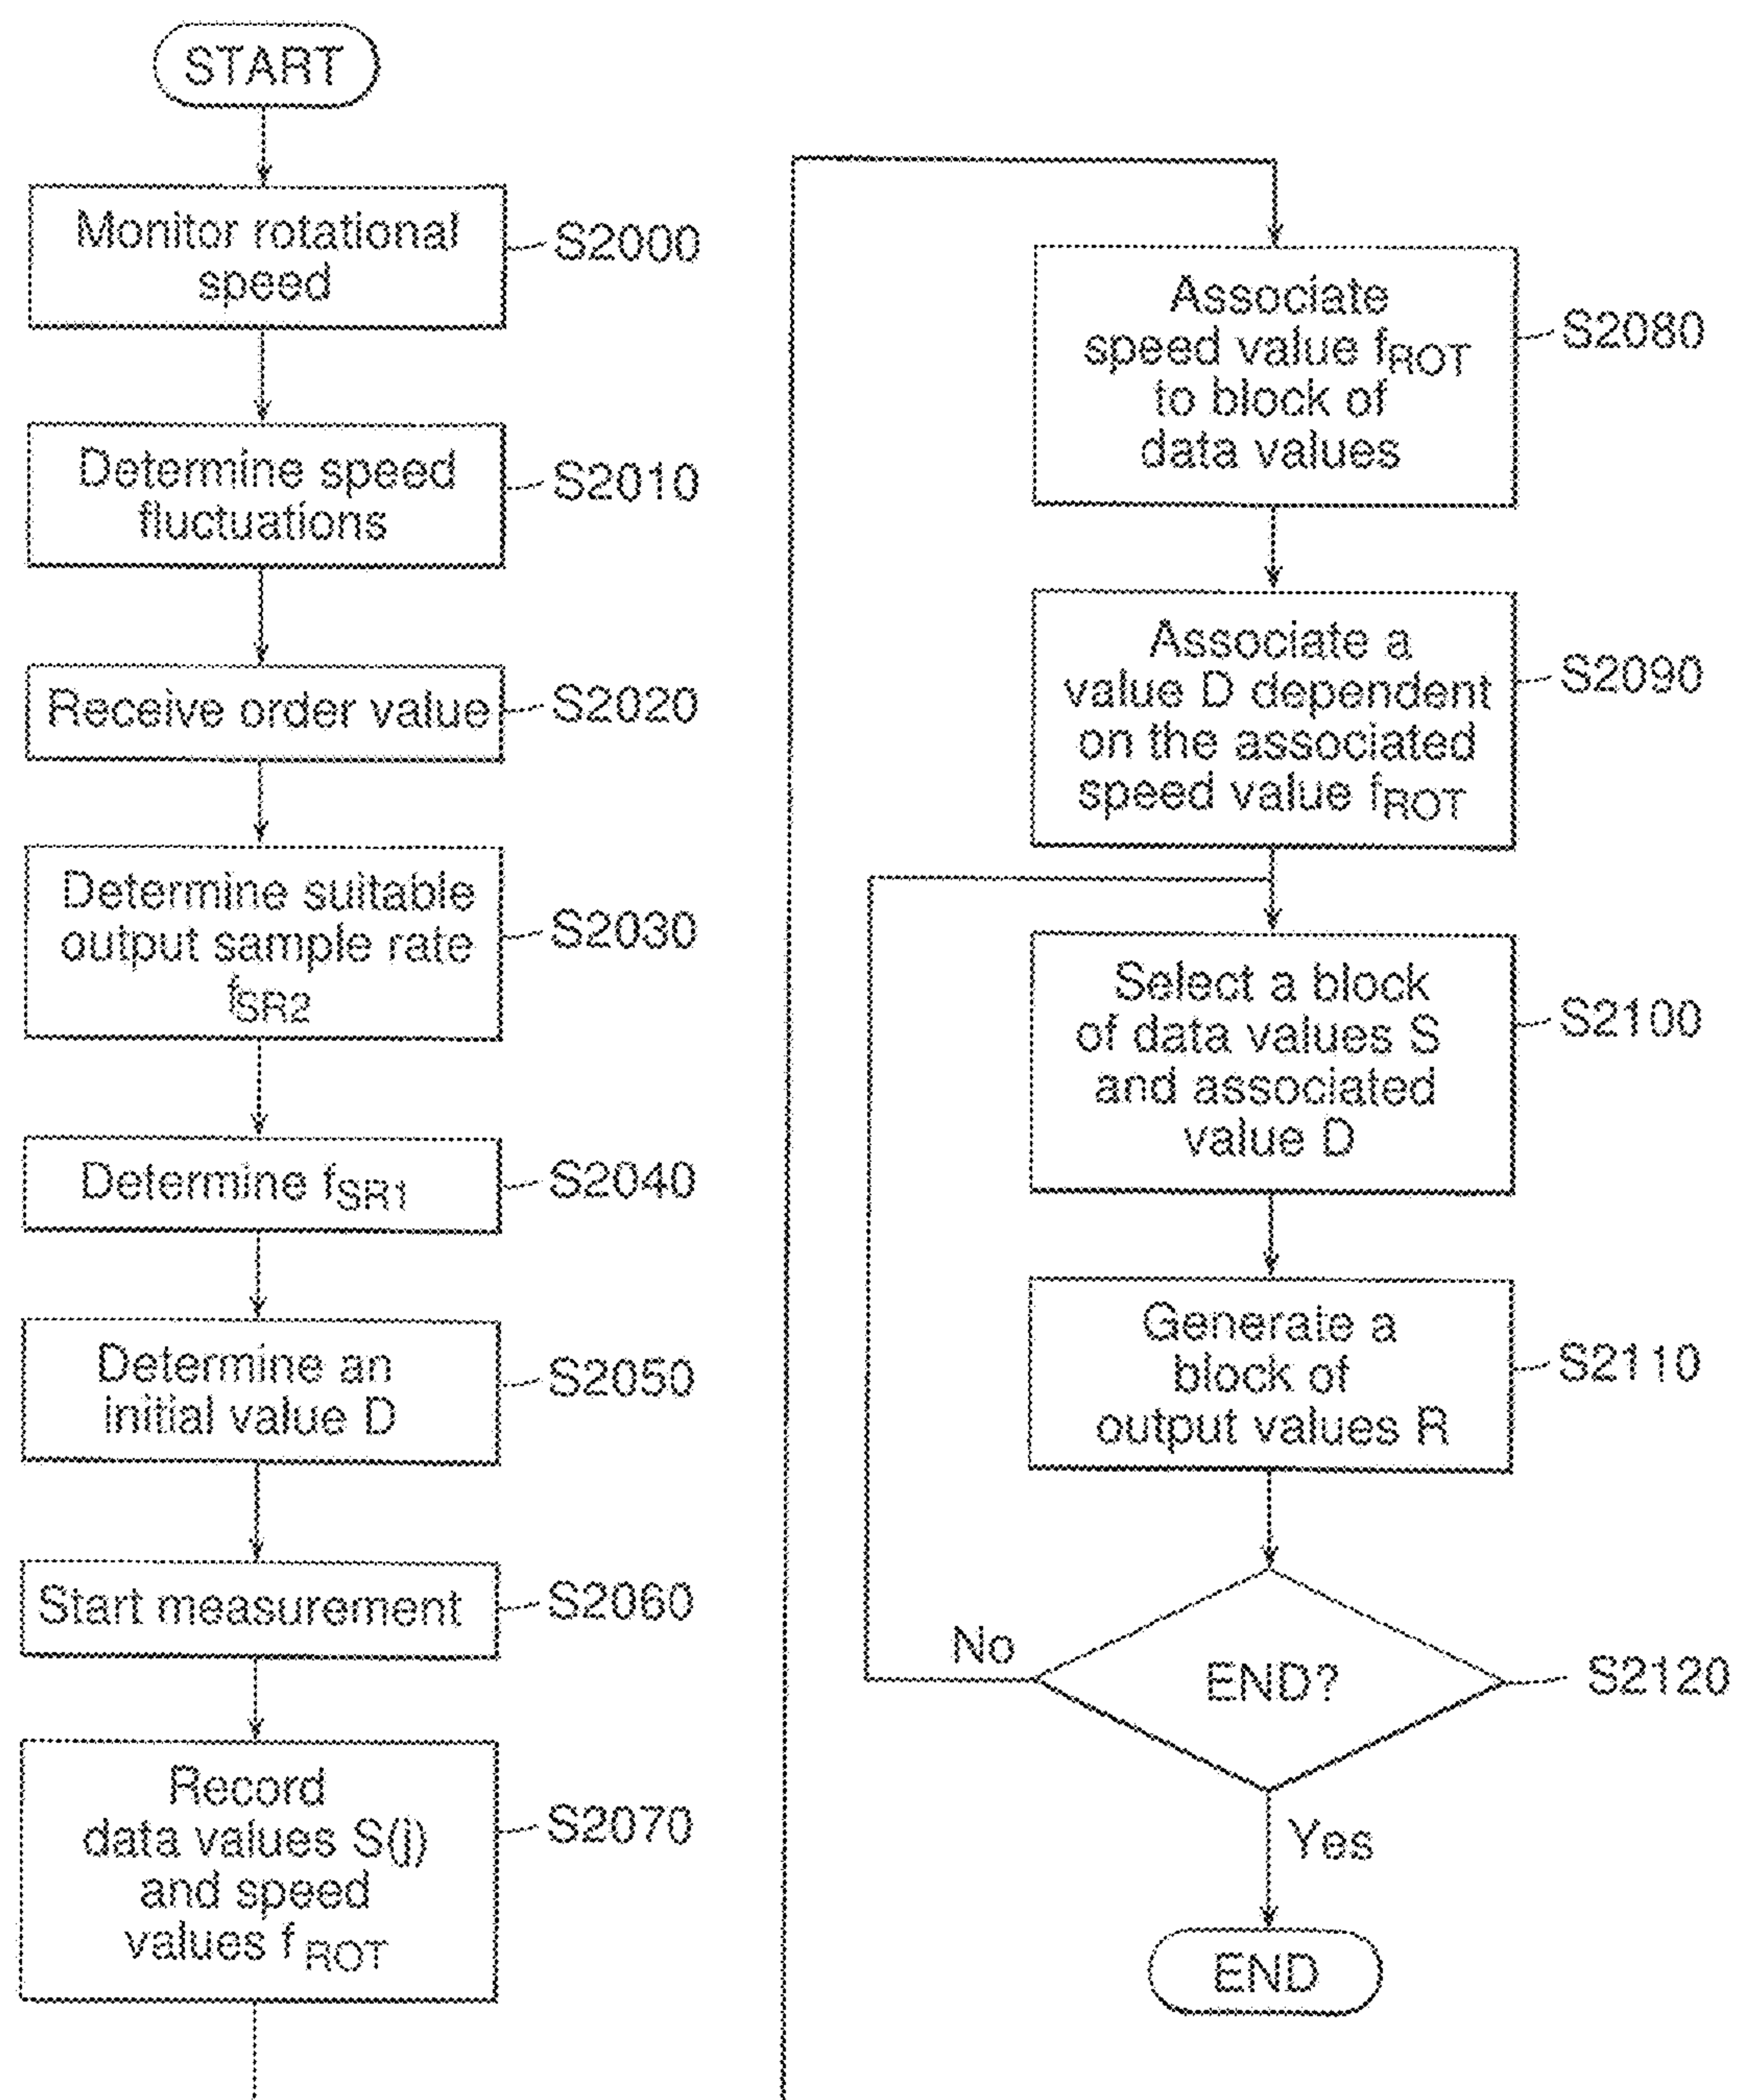 START
Monitor rotational
speed
S2000
Determine speed
fluctuations
S2010
Receive order value
S2020
Determine suitable
output sample rate
fSR2
S2030
Determine fSR1
S2040
Determine an
initial value D
S2050
Start measurement
S2060
Record
data values S(j)
and speed
values f ROT
S2070
Associate
speed value fROT
to block of
data values
S2080
Associate a
value D dependent
on the associated
speed value fROT
S2090
Select a block
of data values S
and associated
value D
S2100
Generate a
block of
output values R
S2110
No
END?
S2120
Yes
END